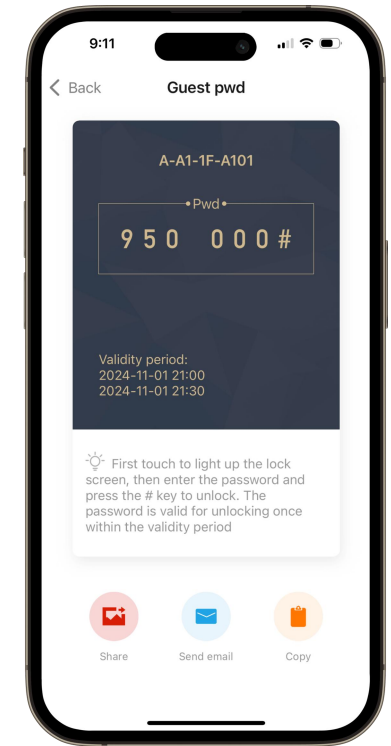 9:11
Back
Guest pwd
A-A1-1F-A101
Pwd
950 000#
Validity period:
2024-11-01 21:00
2024-11-01 21:30
First touch to light up the lock
screen, then enter the password and
press the # key to unlock. The
password is valid for unlocking once
within the validity period
Share
Send email
Copy